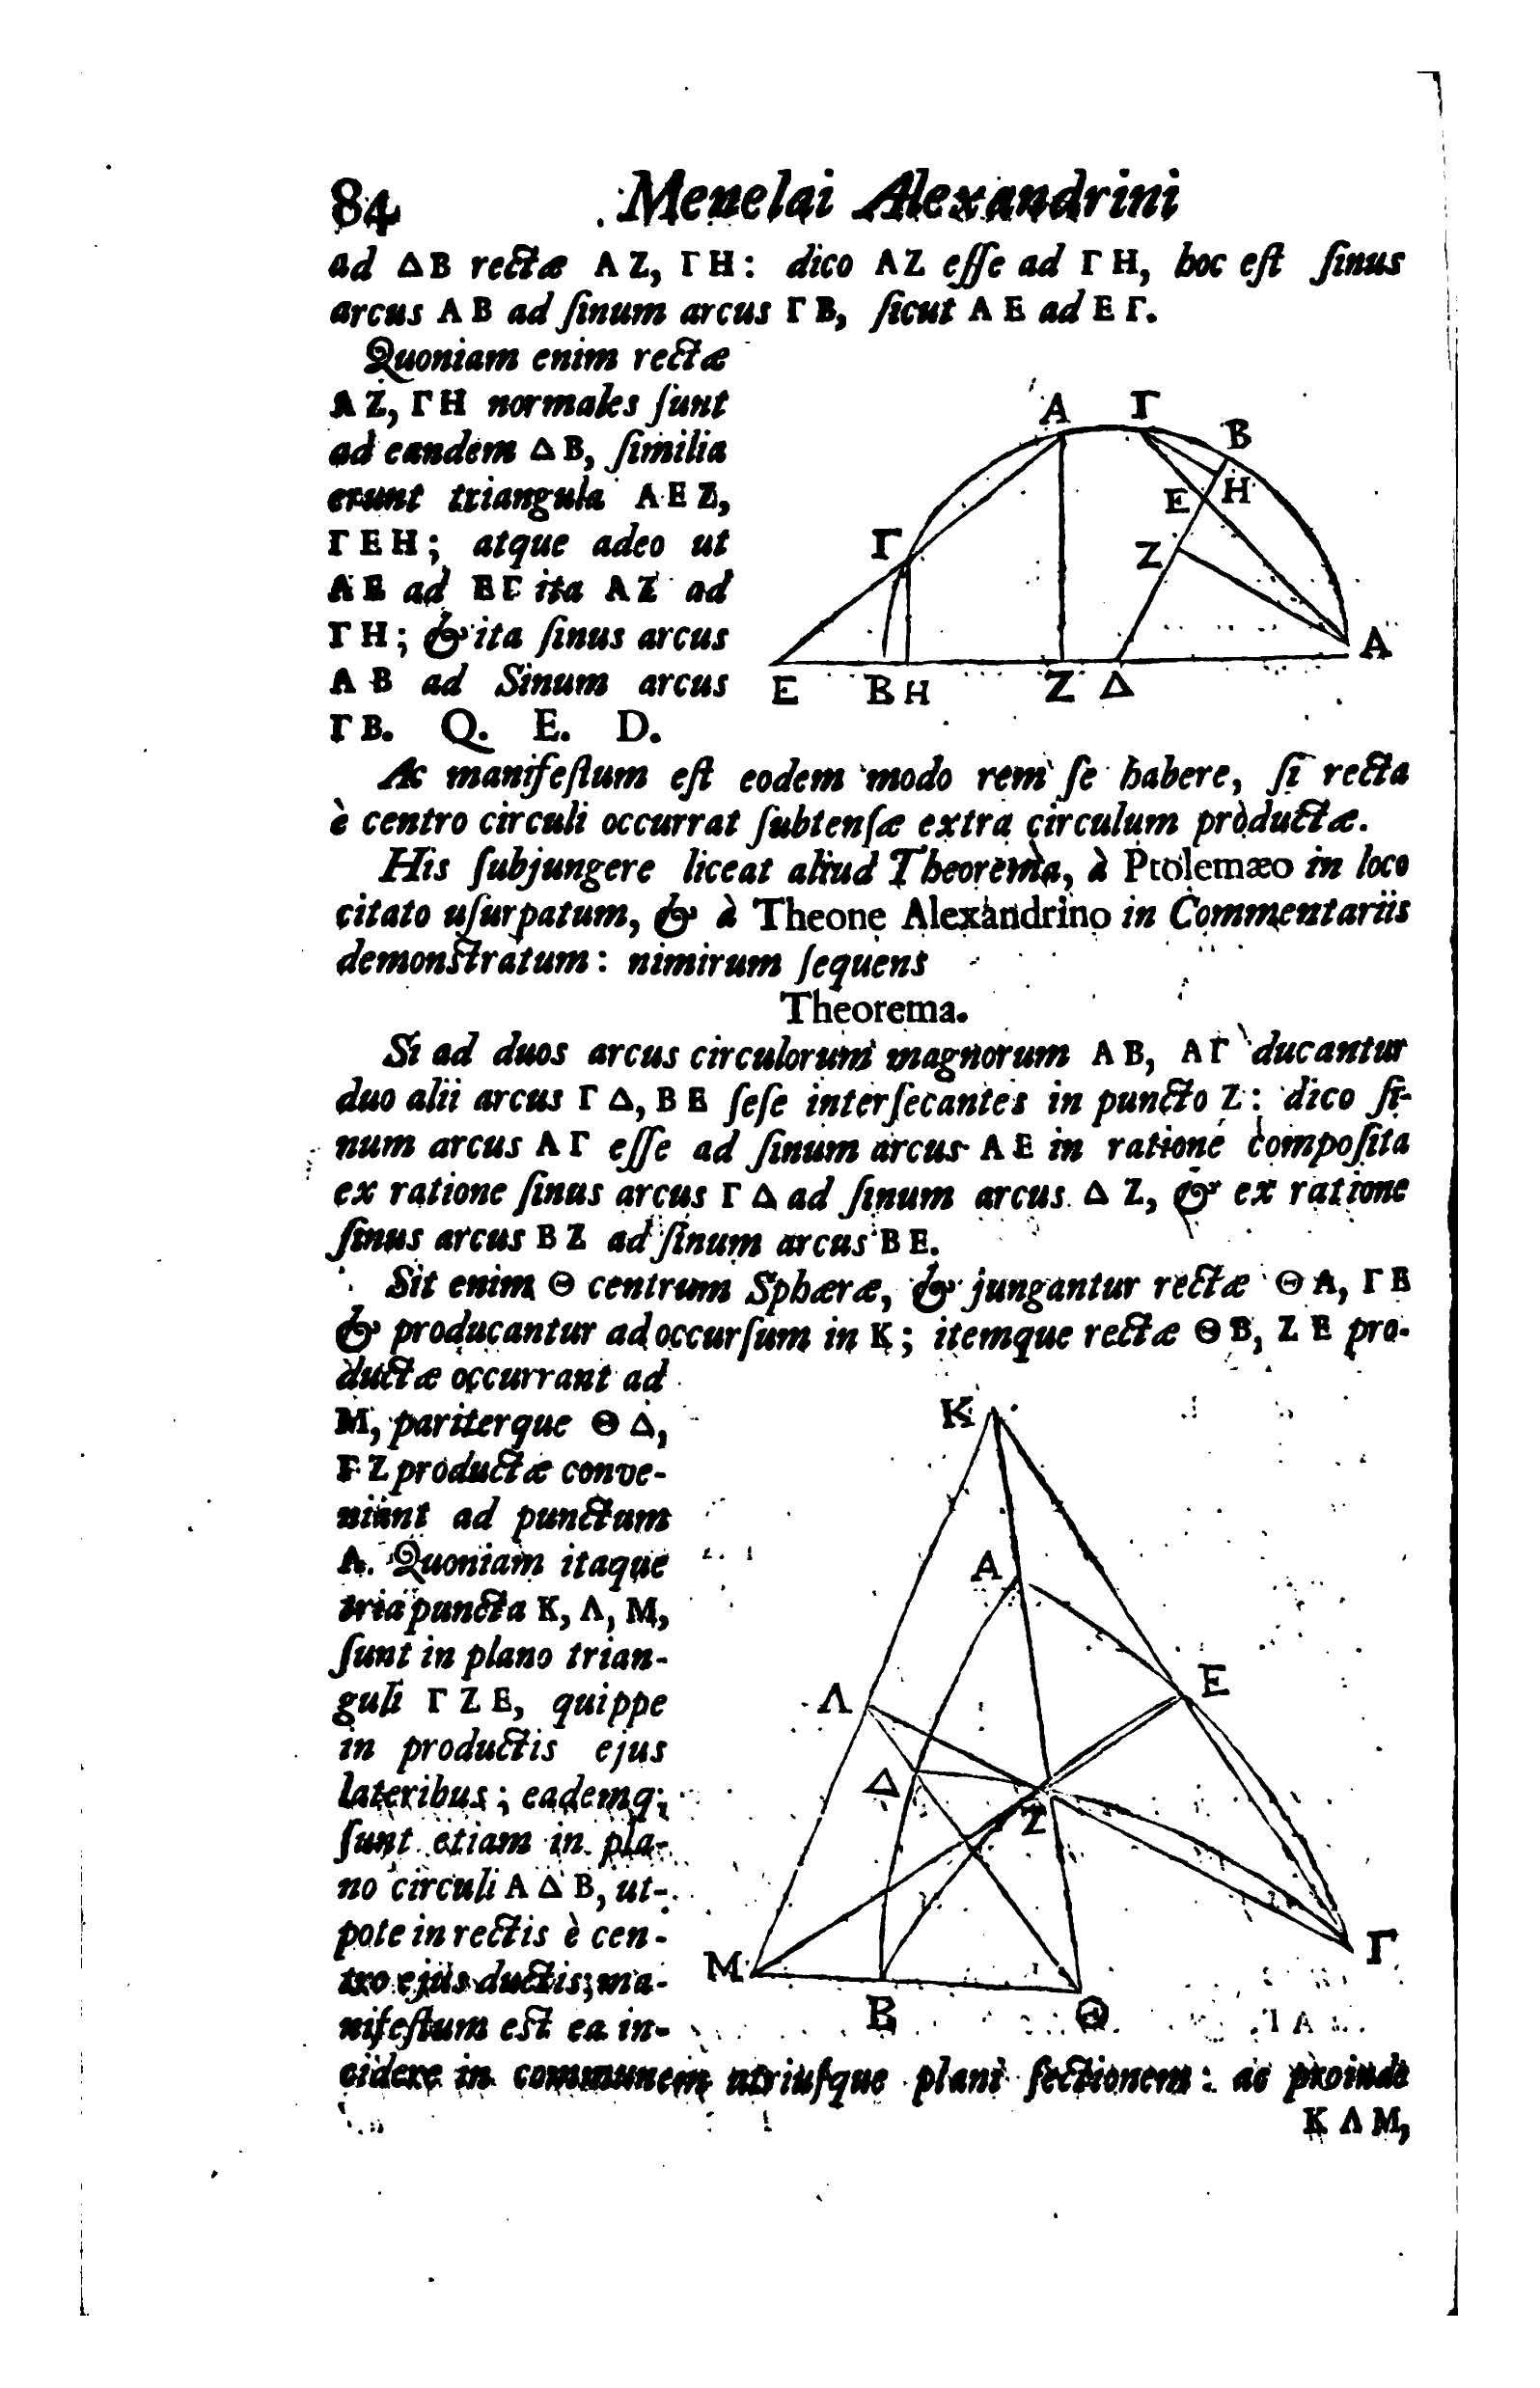 84 Menelai Alexandrini
ad ΔB rectæ AZ, ΓH: dico AZ eſſe ad ΓH, hoc eſt ſinus
arcus AB ad ſinum arcus ΓB, ſicut AE ad EΓ.
Quoniam enim rectæ
AZ, ΓH normales ſunt
ad eandem ΔB, ſimilia
erunt triangula AEZ,
ΓEH; atque adeo ut
AE ad EΓ ita AZ ad
ΓH; & ita ſinus arcus
AB ad Sinum arcus
ΓB. Q. E. D.
A Γ B E H Γ Z A
E B H Z Δ
Ac manifeſtum eſt eodem modo rem ſe habere, ſi recta
è centro circuli occurrat ſubtenſæ extra circulum productæ.
His ſubjungere liceat aliud Theorema, à Ptolemæo in loco
citato uſurpatum, & à Theone Alexandrino in Commentariis
demonſtratum: nimirum ſequens
Theorema.
Si ad duos arcus circulorum magnorum AB, AΓ ducantur
duo alii arcus ΓΔ, BE ſeſe interſecantes in puncto Z: dico ſi-
num arcus AΓ eſſe ad ſinum arcus AE in ratione compoſita
ex ratione ſinus arcus ΓΔ ad ſinum arcus ΔZ, & ex ratione
ſinus arcus BZ ad ſinum arcus BE.
Sit enim Θ centrum Sphæræ, & jungantur rectæ ΘA, ΓE
& producantur ad occurſum in K; itemque rectæ ΘB, ZE pro-
ductæ occurrant ad
M, pariterque ΘΔ,
ΓZ productæ conve-
niant ad punctum
Λ. Quoniam itaque
tria puncta K, Λ, M,
ſunt in plano trian-
guli ΓZE, quippe
in productis ejus
lateribus; eademq;
ſunt etiam in pla-
no circuli AΔB, ut-
pote in rectis è cen-
tro ejus ductis; ma-
nifeſtum eſt ea in-
K A E Λ Δ Z Γ M B Θ
cidere in communem utriuſque plani ſectionem: ac proinde
KΛM,